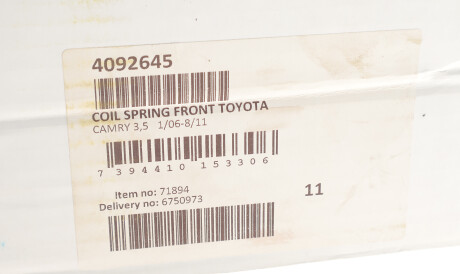 4092645
COIL SPRING FRONT TOYOTA
CAMRY 3,5 1/06-8/11
7 394410 153306
Item no: 71894
Delivery no: 6750973
11